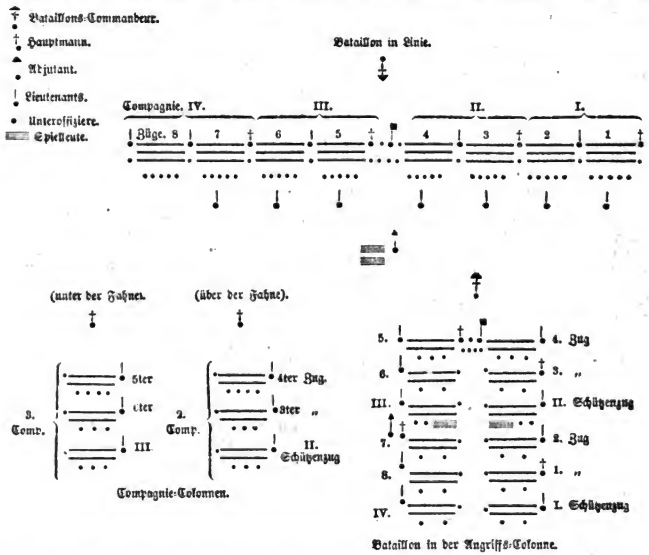 Bataillons-Commandeur.
Hauptmann.
Adjutant.
Lieutenants.
Unteroffiziere.
Spielleute.
Bataillon in Linie.
Compagnie. IV. III. II. I.
Züge. 8 7 6 5 4 3 2 1
(unter der Fahne). (über der Fahne).
5ter
6ter
III.
3.
Comp.
4ter Zug.
3ter „
II.
Schützenzug
2.
Comp.
Compagnie-Colonnen.
5. 4. Zug
6. 3. „
III. II. Schützenzug
7. 2. Zug
8. 1. „
IV. I. Schützenzug
Bataillon in der Angriffs-Colonne.